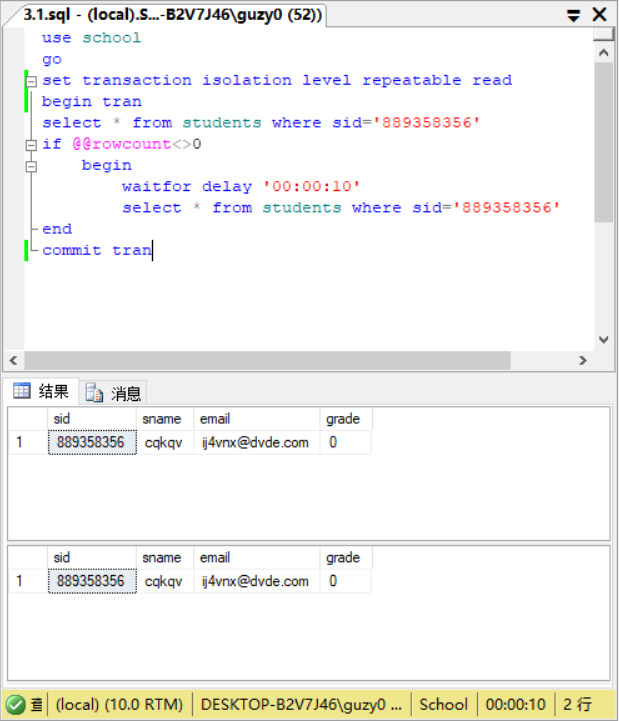 3.1.sql - (local).S...-B2V7J46\guzy0 (52))
use school
go
set transaction isolation level repeatable read
begin tran
select * from students where sid='889358356'
if @@rowcount<>0
begin
waitfor delay '00:00:10'
select * from students where sid='889358356'
end
commit tran
结果 消息
sid sname email grade
1 889358356 cqkqv ij4vnx@dvde.com 0
sid sname email grade
1 889358356 cqkqv ij4vnx@dvde.com 0
(local) (10.0 RTM) DESKTOP-B2V7J46\guzy0 ... School 00:00:10 2 行